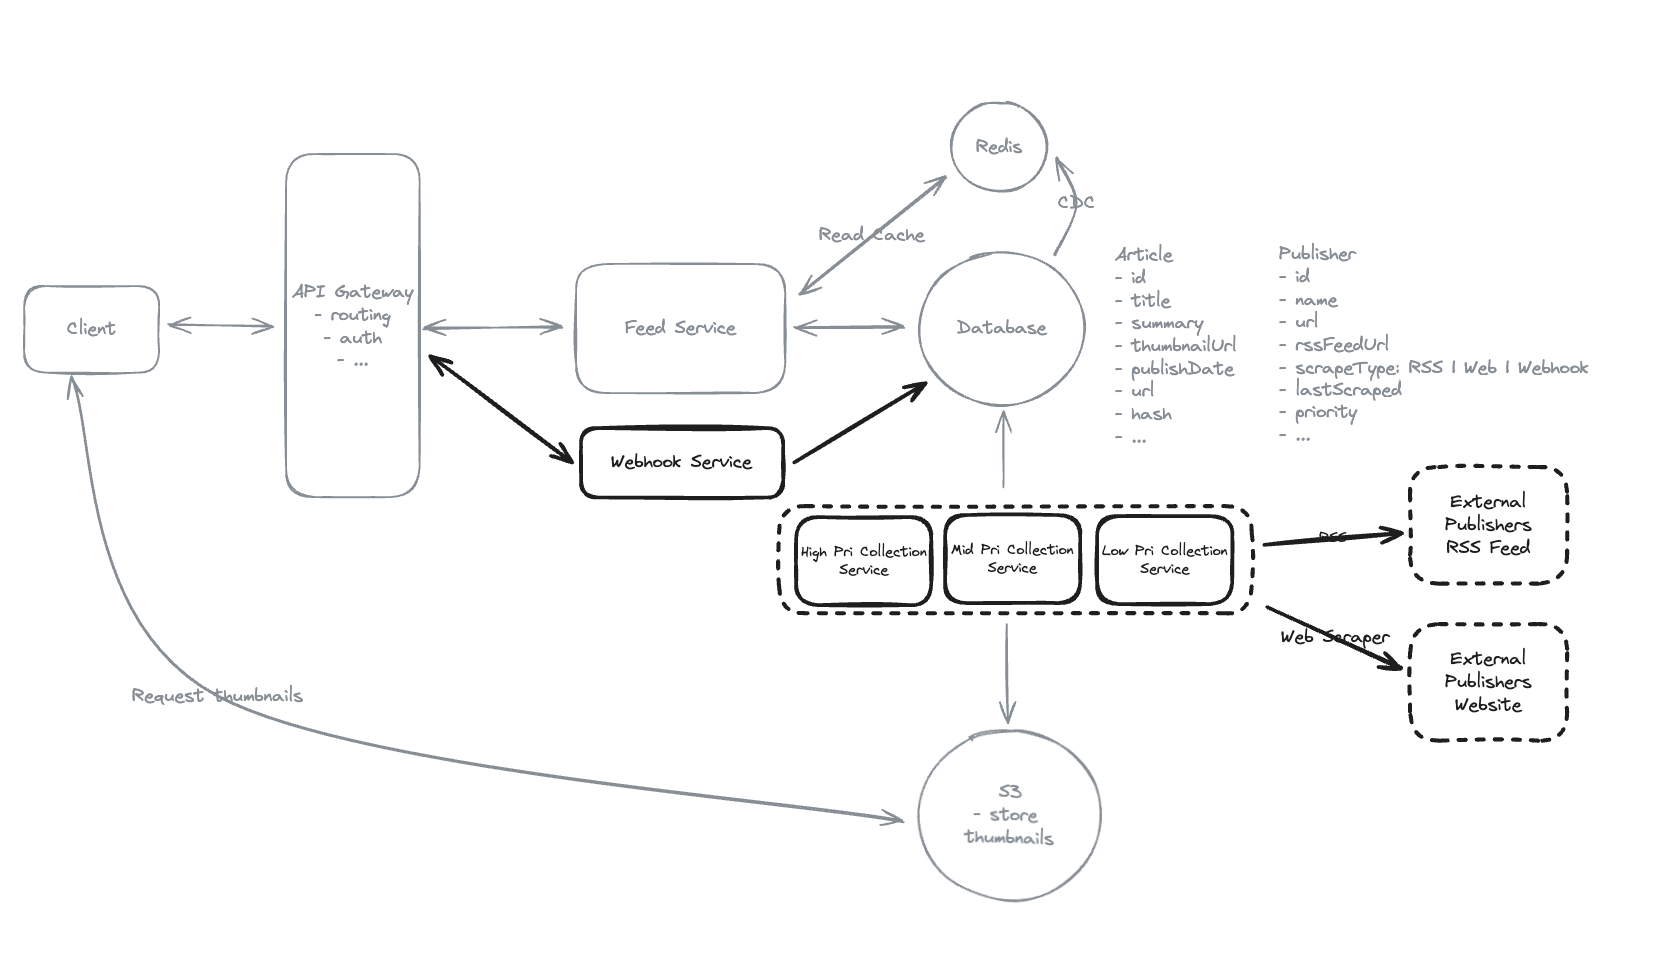 Redis
CDC
Read Cache
Client
API Gateway
- routing
- auth
- ...
Feed Service
Database
Article
- id
- title
- summary
- thumbnailUrl
- publishDate
- url
- hash
- ...
Publisher
- id
- name
- url
- rssFeedUrl
- scrapeType: RSS | Web | Webhook
- lastScraped
- priority
- ...
Webhook Service
High Pri Collection
Service
Mid Pri Collection
Service
Low Pri Collection
Service
RSS
External
Publishers
RSS Feed
Web Scraper
External
Publishers
Website
Request thumbnails
S3
- store
thumbnails